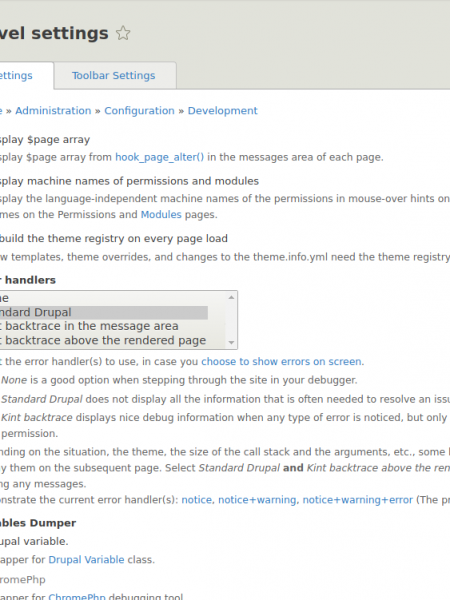 vel settings
ettings
Toolbar Settings
e » Administration » Configuration » Development
splay $page array
splay $page array from hook_page_alter() in the messages area of each page.
splay machine names of permissions and modules
splay the language-independent machine names of the permissions in mouse-over hints on
mes on the Permissions and Modules pages.
build the theme registry on every page load
w templates, theme overrides, and changes to the theme.info.yml need the theme registry
r handlers
ne
ndard Drupal
t backtrace in the message area
t backtrace above the rendered page
t the error handler(s) to use, in case you choose to show errors on screen.
None is a good option when stepping through the site in your debugger.
Standard Drupal does not display all the information that is often needed to resolve an issu
Kint backtrace displays nice debug information when any type of error is noticed, but only
permission.
nding on the situation, the theme, the size of the call stack and the arguments, etc., some h
y them on the subsequent page. Select Standard Drupal and Kint backtrace above the ren
ng any messages.
onstrate the current error handler(s): notice, notice+warning, notice+warning+error (The pr
ables Dumper
rupal variable.
apper for Drupal Variable class.
hromePhp
apper for ChromePhp debugging tool